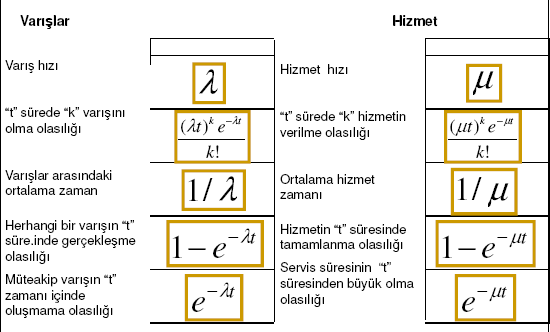 Varışlar
Hizmet
Varış hızı
λ
Hizmet hızı
μ
“t” sürede “k” varışını
olma olasılığı
(λt)^k e^{-λt}
k!
“t” sürede “k” hizmetin
verilme olasılığı
(μt)^k e^{-μt}
k!
Varışlar arasındaki
ortalama zaman
1/λ
Ortalama hizmet
zamanı
1/μ
Herhangi bir varışın “t”
süre.inde gerçekleşme
olasılığı
1−e^{-λt}
Hizmetin “t” süresinde
tamamlanma olasılığı
1−e^{-μt}
Müteakip varışın “t”
zamanı içinde
oluşmama olasılığı
e^{-λt}
Servis süresinin “t”
süresinden büyük olma
olasılığı
e^{-μt}